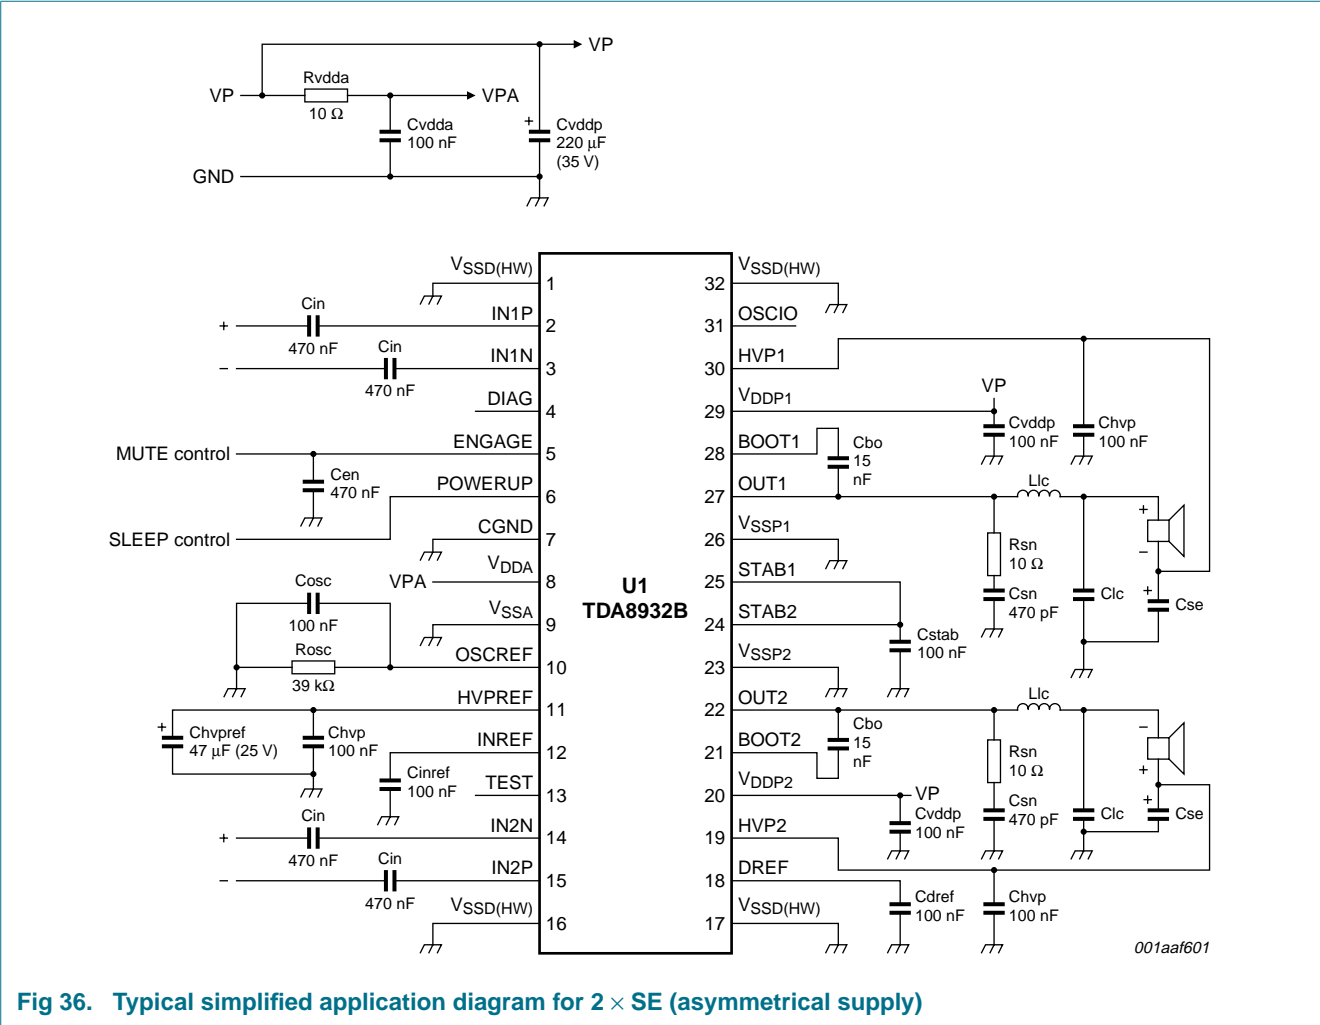 VP
Rvdda
VP
VPA
10 Ω
Cvdda
100 nF
+
Cvddp
220 μF
(35 V)
GND
U1
TDA8932B
VSSD(HW)
1
Cin
+
470 nF
IN1P
2
Cin
−
470 nF
IN1N
3
DIAG
4
MUTE control
ENGAGE
5
Cen
470 nF
POWERUP
6
SLEEP control
CGND
7
VPA
VDDA
8
Cosc
100 nF
VSSA
9
Rosc
39 kΩ
OSCREF
10
HVPREF
11
+
Chvpref
47 μF (25 V)
Chvp
100 nF
INREF
12
Cinref
100 nF
TEST
13
Cin
+
470 nF
IN2N
14
Cin
−
470 nF
IN2P
15
VSSD(HW)
16
32
VSSD(HW)
31
OSCIO
30
HVP1
29
VDDP1
VP
Cvddp
100 nF
Chvp
100 nF
28
BOOT1
Cbo
15
nF
27
OUT1
Llc
+
−
26
VSSP1
Rsn
10 Ω
25
STAB1
Csn
470 pF
Clc
+
Cse
24
STAB2
Cstab
100 nF
23
VSSP2
22
OUT2
Llc
−
+
Cbo
15
nF
21
BOOT2
Rsn
10 Ω
20
VDDP2
VP
Cvddp
100 nF
Csn
470 pF
Clc
+
Cse
19
HVP2
18
DREF
Cdref
100 nF
Chvp
100 nF
17
VSSD(HW)
001aaf601
Fig 36. Typical simplified application diagram for 2 × SE (asymmetrical supply)